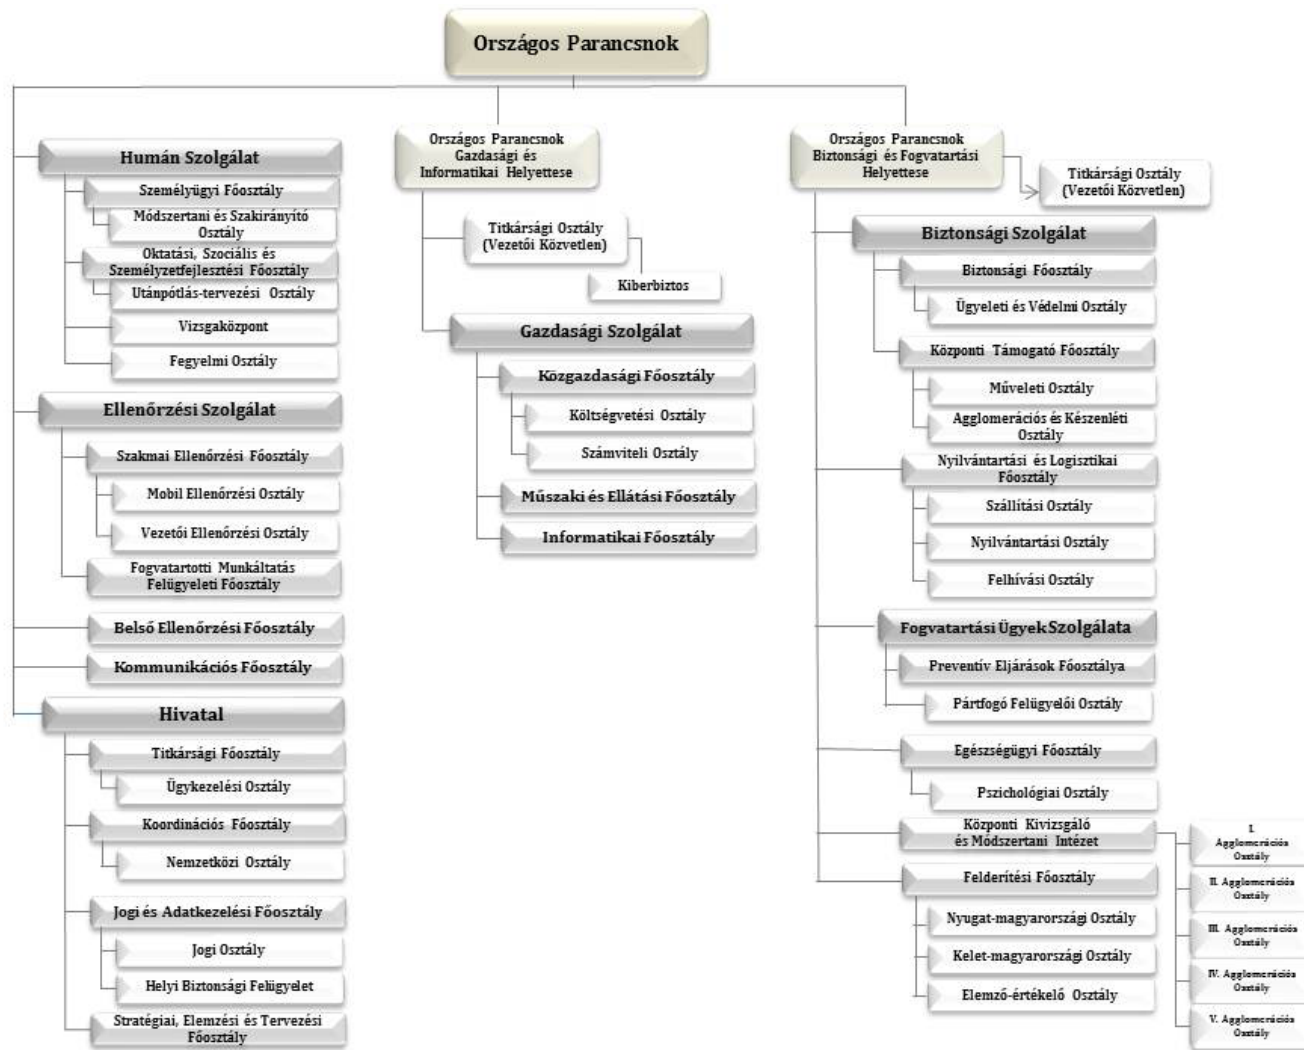 Országos Parancsnok
Humán Szolgálat
Személyügyi Főosztály
Módszertani és Szakirányító
Osztály
Oktatási, Szociális és
Személyzetfejlesztési Főosztály
Utánpótlás-tervezési Osztály
Vizsgaközpont
Fegyelmi Osztály
Ellenőrzési Szolgálat
Szakmai Ellenőrzési Főosztály
Mobil Ellenőrzési Osztály
Vezetői Ellenőrzési Osztály
Fogvatartotti Munkáltatás
Felügyeleti Főosztály
Belső Ellenőrzési Főosztály
Kommunikációs Főosztály
Hivatal
Titkársági Főosztály
Ügykezelési Osztály
Koordinációs Főosztály
Nemzetközi Osztály
Jogi és Adatkezelési Főosztály
Jogi Osztály
Helyi Biztonsági Felügyelet
Stratégiai, Elemzési és Tervezési
Főosztály
Országos Parancsnok
Gazdasági és
Informatikai Helyettese
Titkársági Osztály
(Vezetői Közvetlen)
Kiberbiztos
Gazdasági Szolgálat
Közgazdasági Főosztály
Költségvetési Osztály
Számviteli Osztály
Műszaki és Ellátási Főosztály
Informatikai Főosztály
Országos Parancsnok
Biztonsági és Fogvatartási
Helyettese
Titkársági Osztály
(Vezetői Közvetlen)
Biztonsági Szolgálat
Biztonsági Főosztály
Ügyeleti és Védelmi Osztály
Központi Támogató Főosztály
Műveleti Osztály
Agglomerációs és Készenléti
Osztály
Nyilvántartási és Logisztikai
Főosztály
Szállítási Osztály
Nyilvántartási Osztály
Felhívási Osztály
Fogvatartási Ügyek Szolgálata
Preventív Eljárások Főosztálya
Pártfogó Felügyelői Osztály
Egészségügyi Főosztály
Pszichológiai Osztály
Központi Kivizsgáló
és Módszertani Intézet
I.
Agglomerációs
Osztály
II. Agglomerációs
Osztály
III. Agglomerációs
Osztály
IV. Agglomerációs
Osztály
V. Agglomerációs
Osztály
Felderítési Főosztály
Nyugat-magyarországi Osztály
Kelet-magyarországi Osztály
Elemző-értékelő Osztály